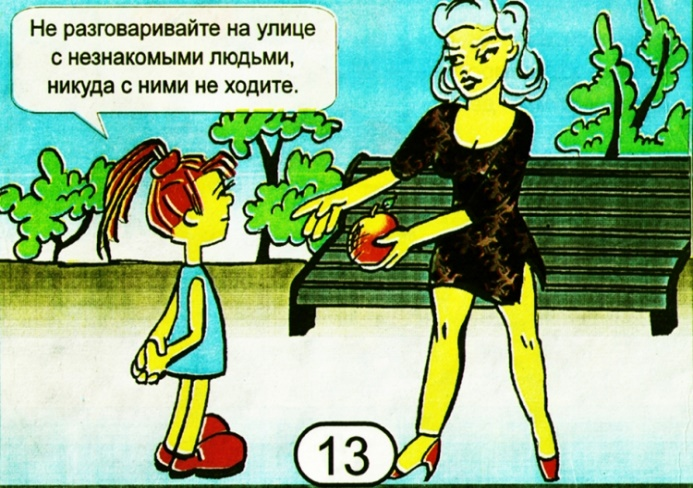 Не разговаривайте на улице
с незнакомыми людьми,
никуда с ними не ходите.
13